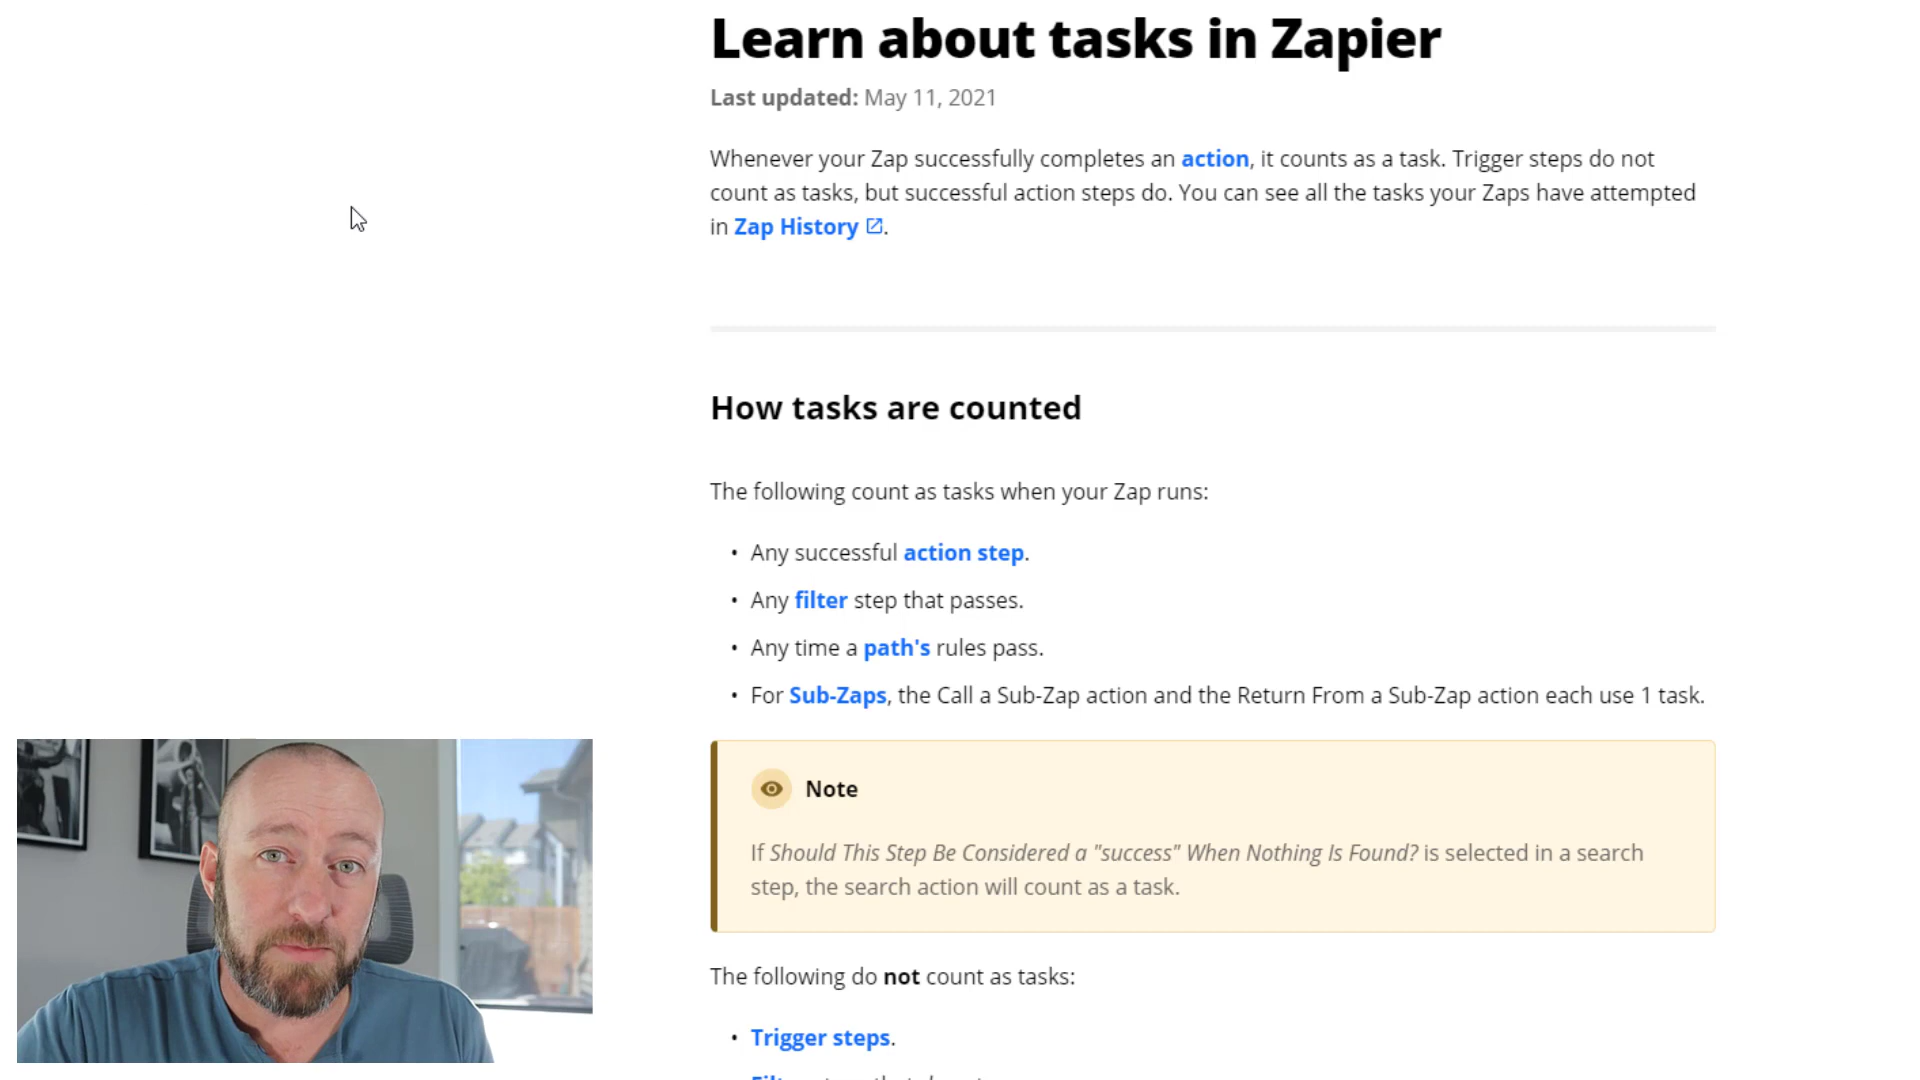 Learn about tasks in Zapier
Last updated: May 11, 2021
Whenever your Zap successfully completes an action, it counts as a task. Trigger steps do not
count as tasks, but successful action steps do. You can see all the tasks your Zaps have attempted
in Zap History.
How tasks are counted
The following count as tasks when your Zap runs:
• Any successful action step.
• Any filter step that passes.
• Any time a path's rules pass.
• For Sub-Zaps, the Call a Sub-Zap action and the Return From a Sub-Zap action each use 1 task.
Note
If Should This Step Be Considered a "success" When Nothing Is Found? is selected in a search
step, the search action will count as a task.
The following do not count as tasks:
• Trigger steps.